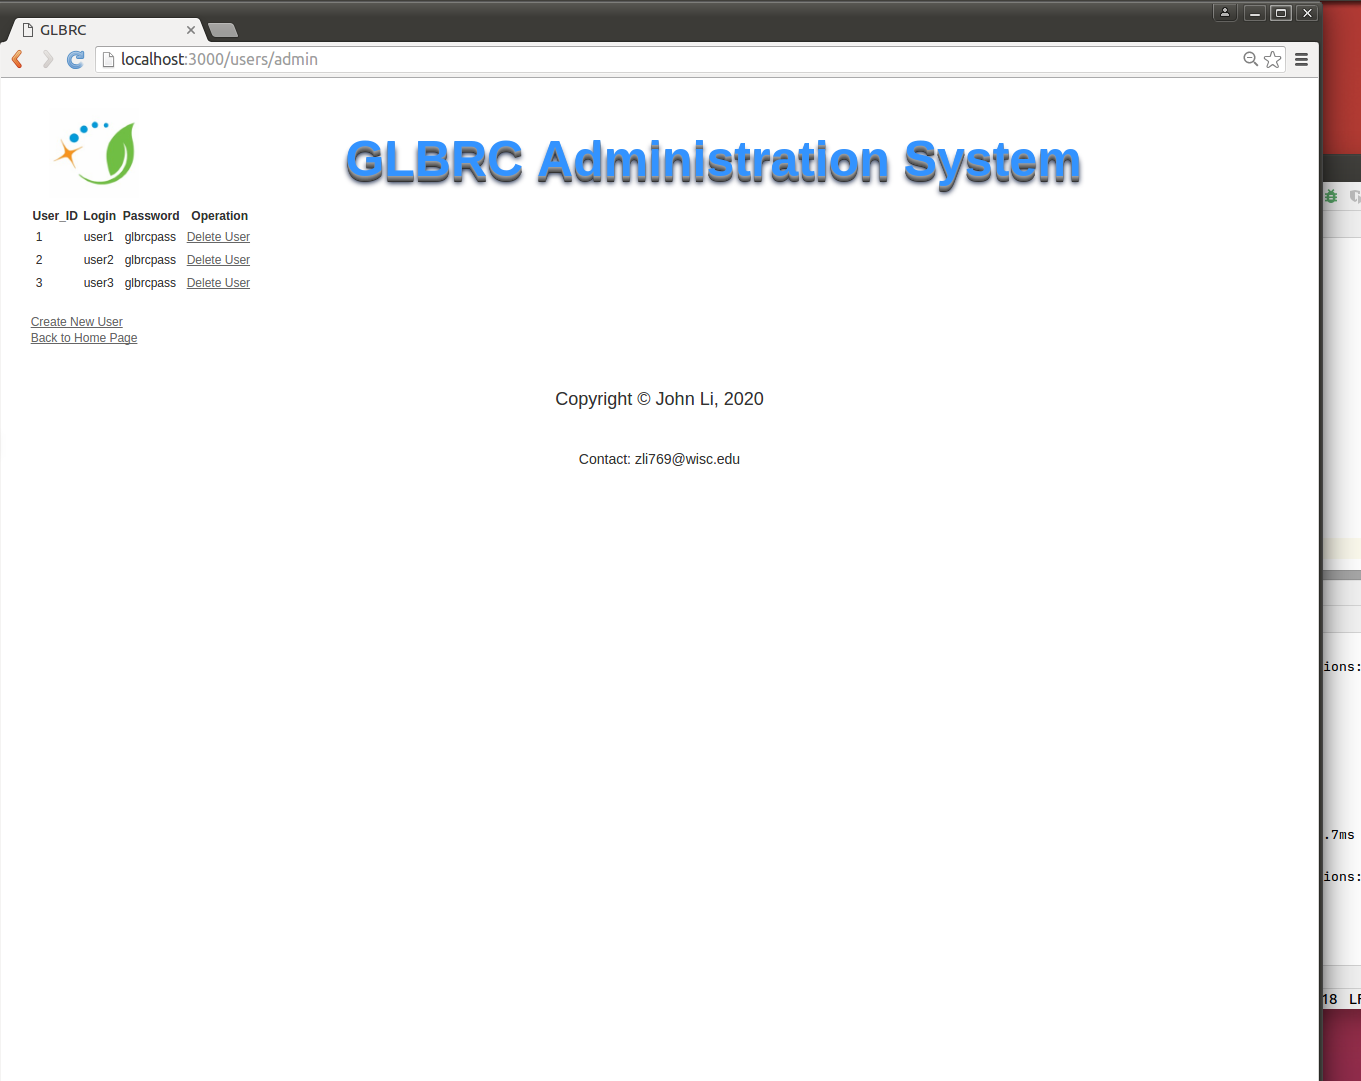 GLBRC
localhost:3000/users/admin
GLBRC Administration System
User_ID Login Password Operation
1 user1 glbrcpass Delete User
2 user2 glbrcpass Delete User
3 user3 glbrcpass Delete User
Create New User
Back to Home Page
Copyright © John Li, 2020
Contact: zli769@wisc.edu
ions:
.7ms
ions:
18 LF